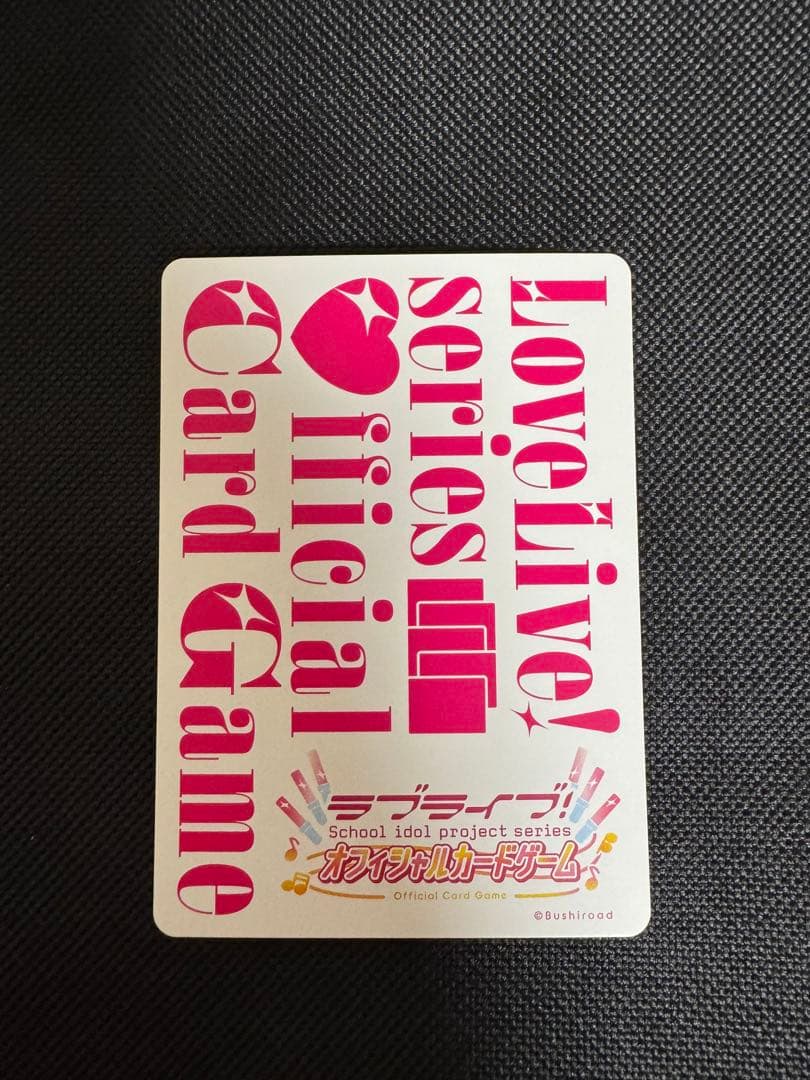 LoveLive!
series
Official
Card Game
ラブライブ!
School idol project series
オフィシャルカードゲーム
Official Card Game
©Bushiroad